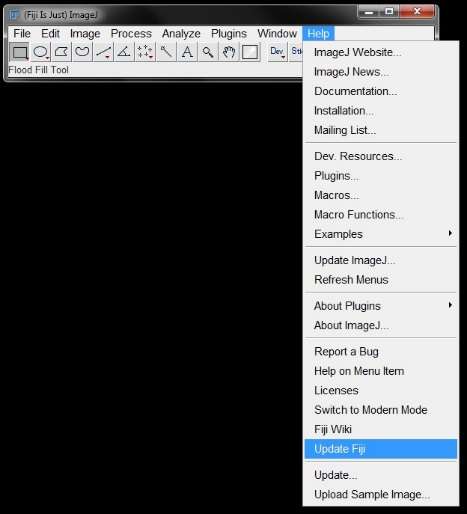 (Fiji Is Just) ImageJ
File Edit Image Process Analyze Plugins Window Help
A Dev. Stk
Flood Fill Tool
ImageJ Website...
ImageJ News...
Documentation...
Installation...
Mailing List...
Dev. Resources...
Plugins...
Macros...
Macro Functions...
Examples
Update ImageJ...
Refresh Menus
About Plugins
About ImageJ...
Report a Bug
Help on Menu Item
Licenses
Switch to Modern Mode
Fiji Wiki
Update Fiji
Update...
Upload Sample Image...